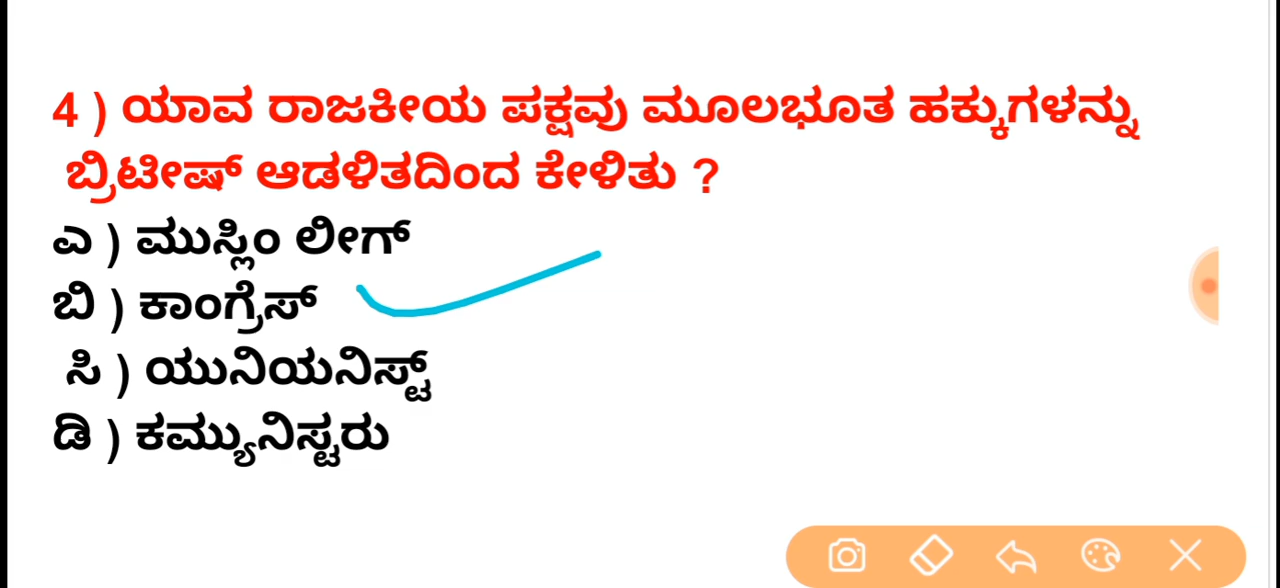 4 ) ಯಾವ ರಾಜಕೀಯ ಪಕ್ಷವು ಮೂಲಭೂತ ಹಕ್ಕುಗಳನ್ನು
ಬ್ರಿಟೀಷ್ ಆಡಳಿತದಿಂದ ಕೇಳಿತು ?
ಎ ) ಮುಸ್ಲಿಂ ಲೀಗ್
ಬಿ ) ಕಾಂಗ್ರೆಸ್
ಸಿ ) ಯುನಿಯನಿಸ್ಟ್
ಡಿ ) ಕಮ್ಯುನಿಸ್ಟರು